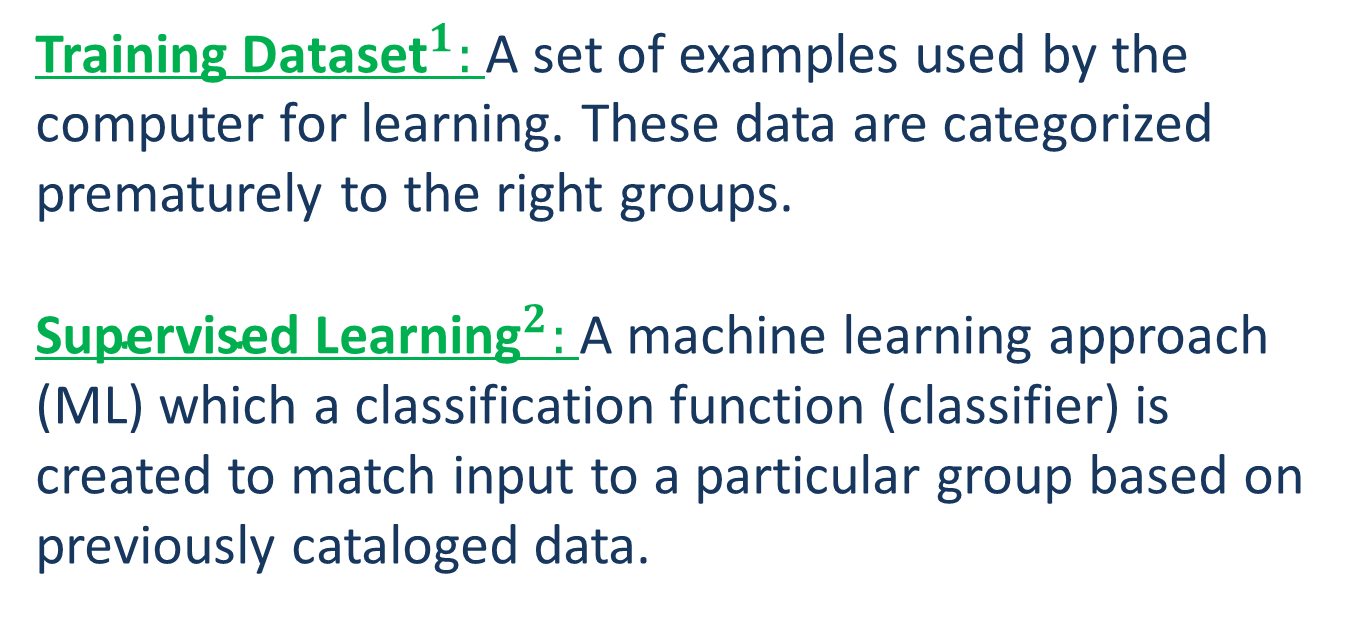 Training Dataset¹: A set of examples used by the
computer for learning. These data are categorized
prematurely to the right groups.
Supervised Learning²: A machine learning approach
(ML) which a classification function (classifier) is
created to match input to a particular group based on
previously cataloged data.